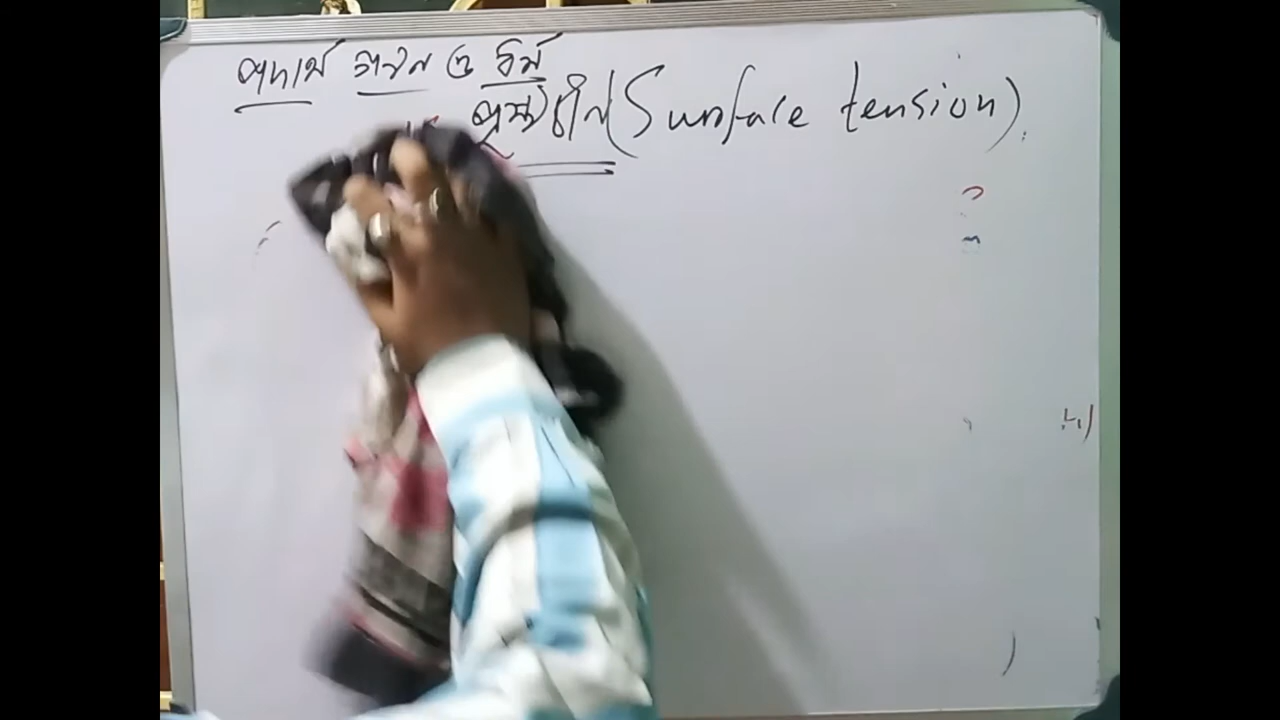 পদার্থ গঠন ও ধর্ম
পৃষ্ঠটান (Surface tension)